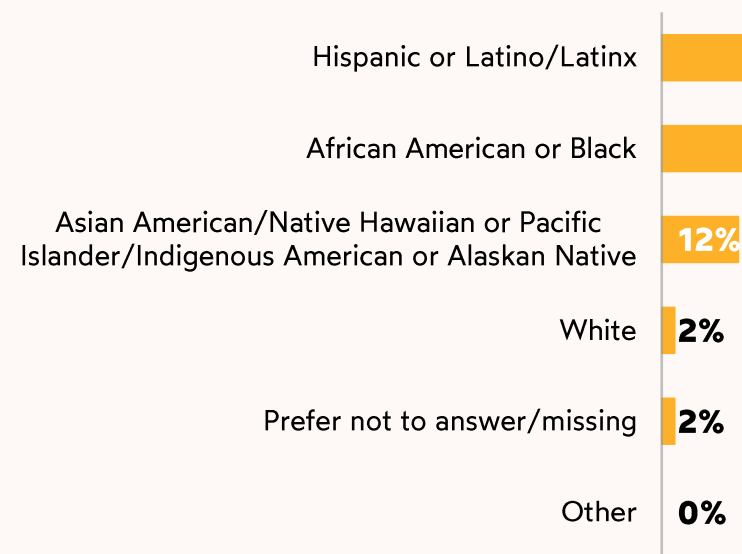 Hispanic or Latino/Latinx
African American or Black
Asian American/Native Hawaiian or Pacific
Islander/Indigenous American or Alaskan Native
12%
White
2%
Prefer not to answer/missing
2%
Other
0%